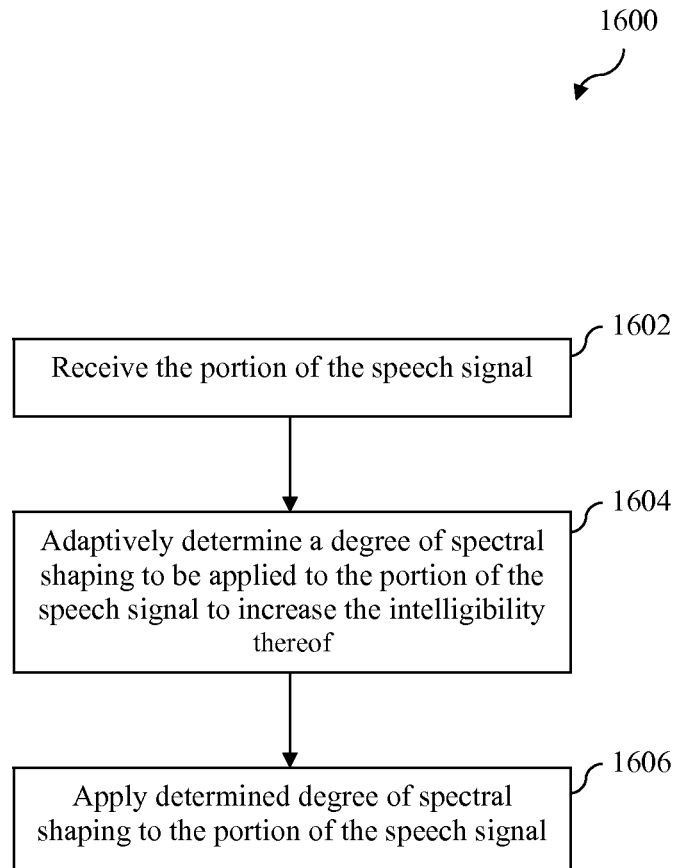 1600
1602
Receive the portion of the speech signal
1604
Adaptively determine a degree of spectral
shaping to be applied to the portion of the
speech signal to increase the intelligibility
thereof
1606
Apply determined degree of spectral
shaping to the portion of the speech signal